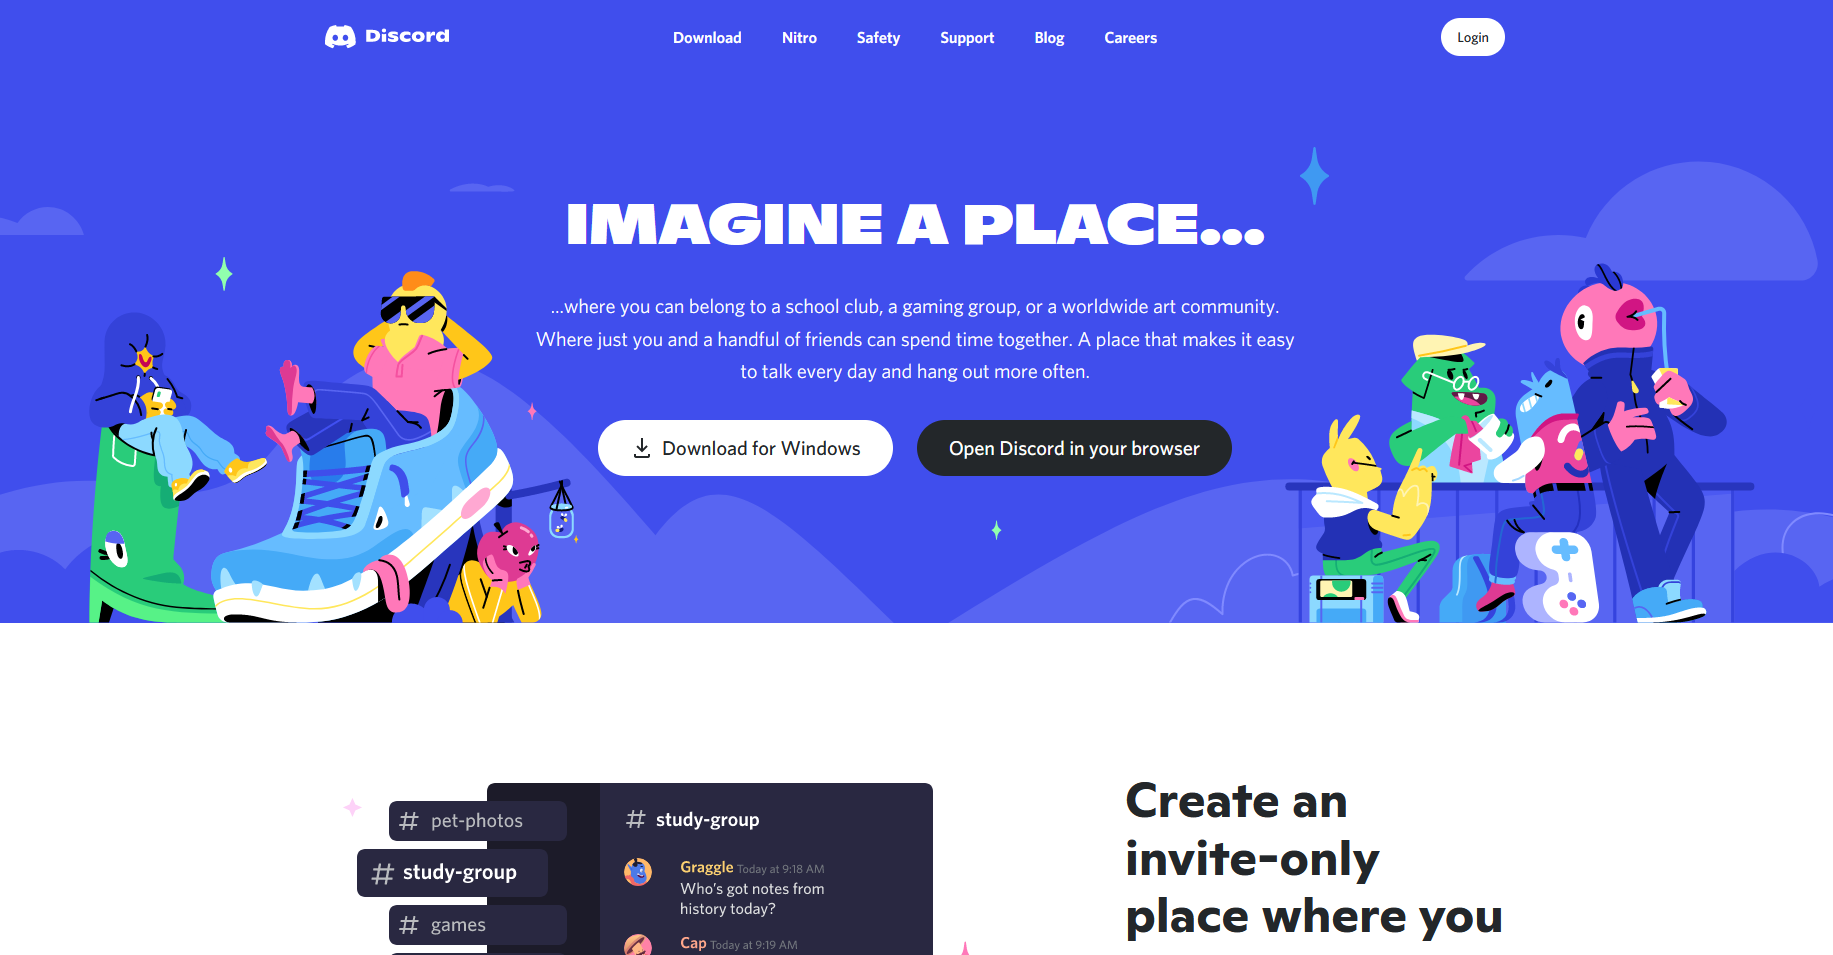 Discord
Download
Nitro
Safety
Support
Blog
Careers
Login
IMAGINE A PLACE...
...where you can belong to a school club, a gaming group, or a worldwide art community.
Where just you and a handful of friends can spend time together. A place that makes it easy
to talk every day and hang out more often.
Download for Windows
Open Discord in your browser
# pet-photos
# study-group
# games
# study-group
Graggle Today at 9:18 AM
Who's got notes from
history today?
Cap Today at 9:19 AM
Create an
invite-only
place where you